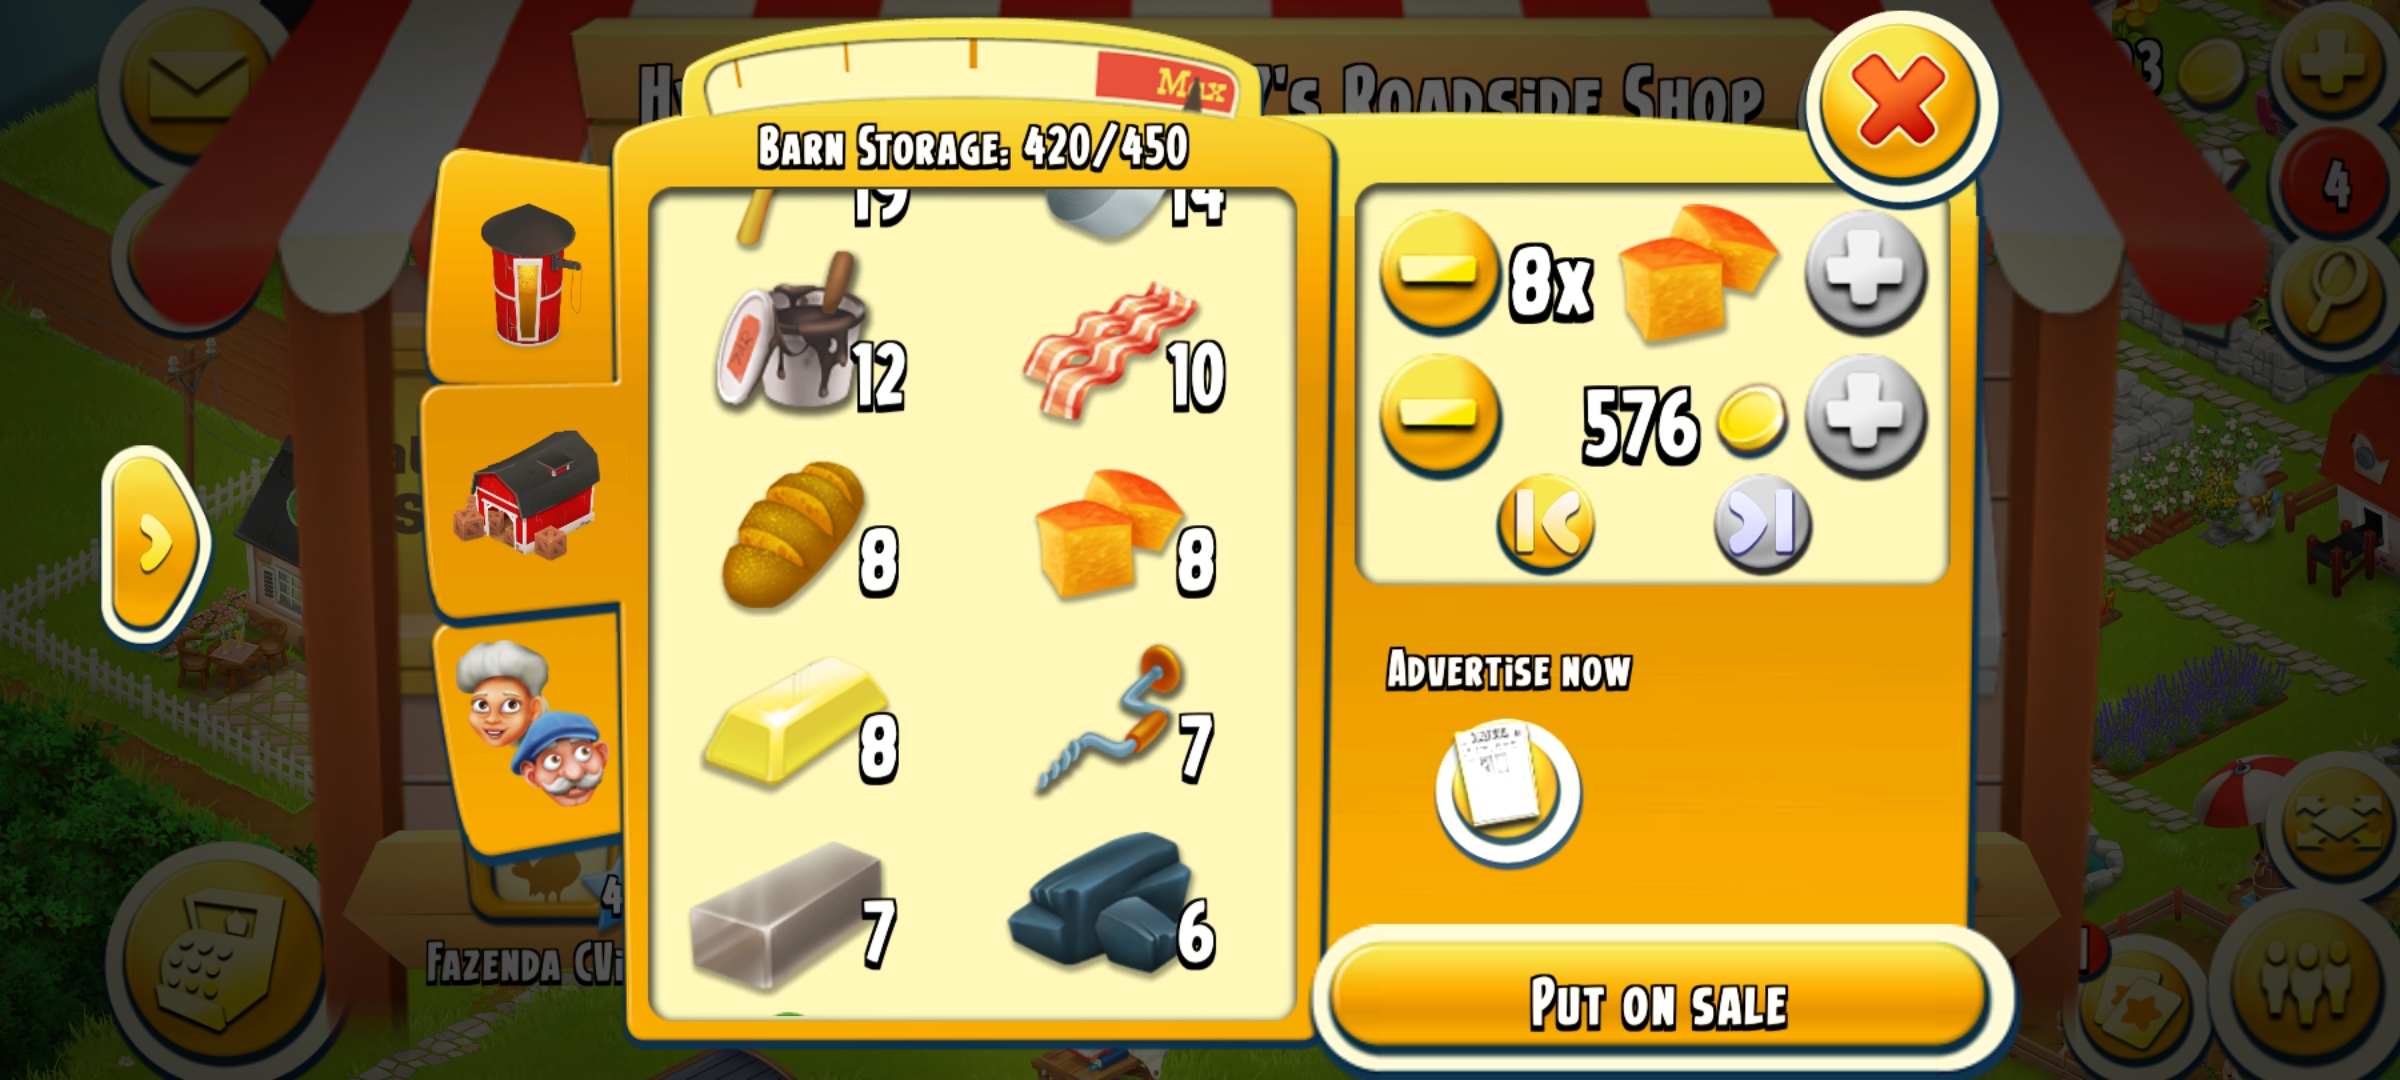 'S ROADSIDE SHOP
Max
BARN STORAGE: 420/450
19
14
8x
12
10
576
8
8
ADVERTISE NOW
8
7
7
6
4
4
FAZENDA CVi
PUT ON SALE